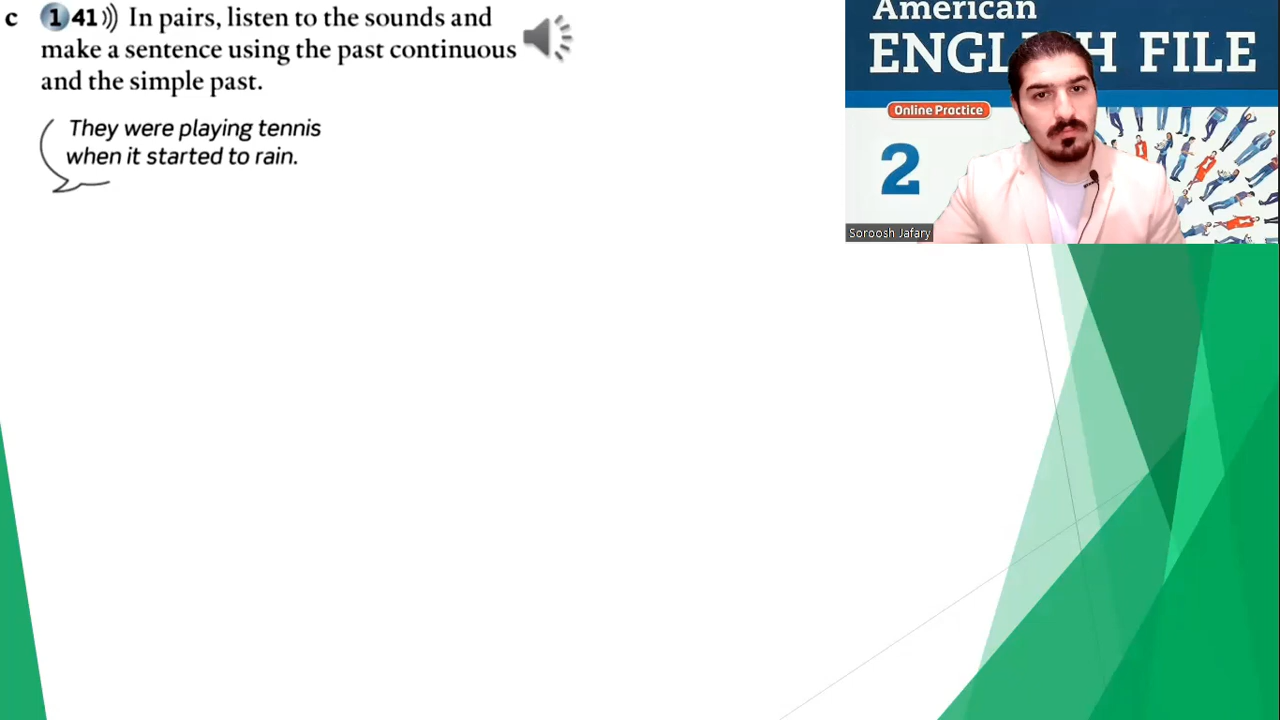 c 1 41))) In pairs, listen to the sounds and
make a sentence using the past continuous
and the simple past.
They were playing tennis
when it started to rain.
American
ENGLISH FILE
Online Practice
2
Soroosh Jafary